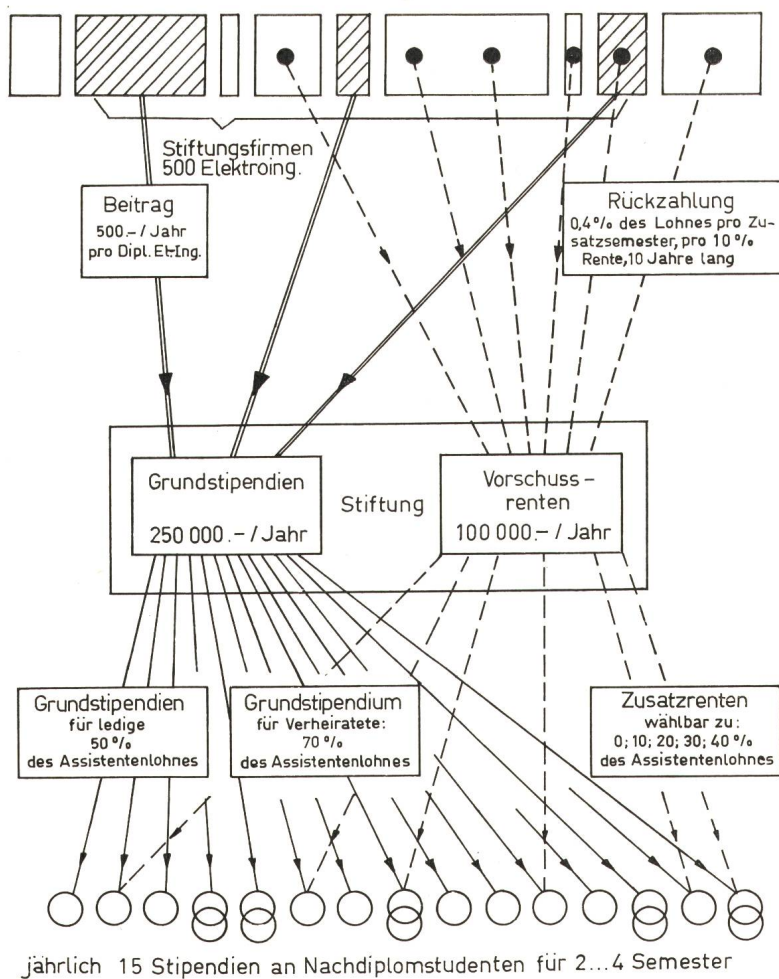 Stiftungsfirmen
500 Elektroing.
Beitrag
500.-/Jahr
pro Dipl. El-Ing.
Rückzahlung
0,4% des Lohnes pro Zu-
satzsemester, pro 10 %
Rente, 10 Jahre lang
Grundstipendien
250 000.-/Jahr
Stiftung
Vorschuss-
renten
100 000.-/Jahr
Grundstipendien
für ledige
50 %
des Assistentenlohnes
Grundstipendium
für Verheiratete:
70 %
des Assistentenlohnes
Zusatzrenten
wählbar zu:
0; 10; 20; 30; 40 %
des Assistentenlohnes
jährlich 15 Stipendien an Nachdiplomstudenten für 2...4 Semester